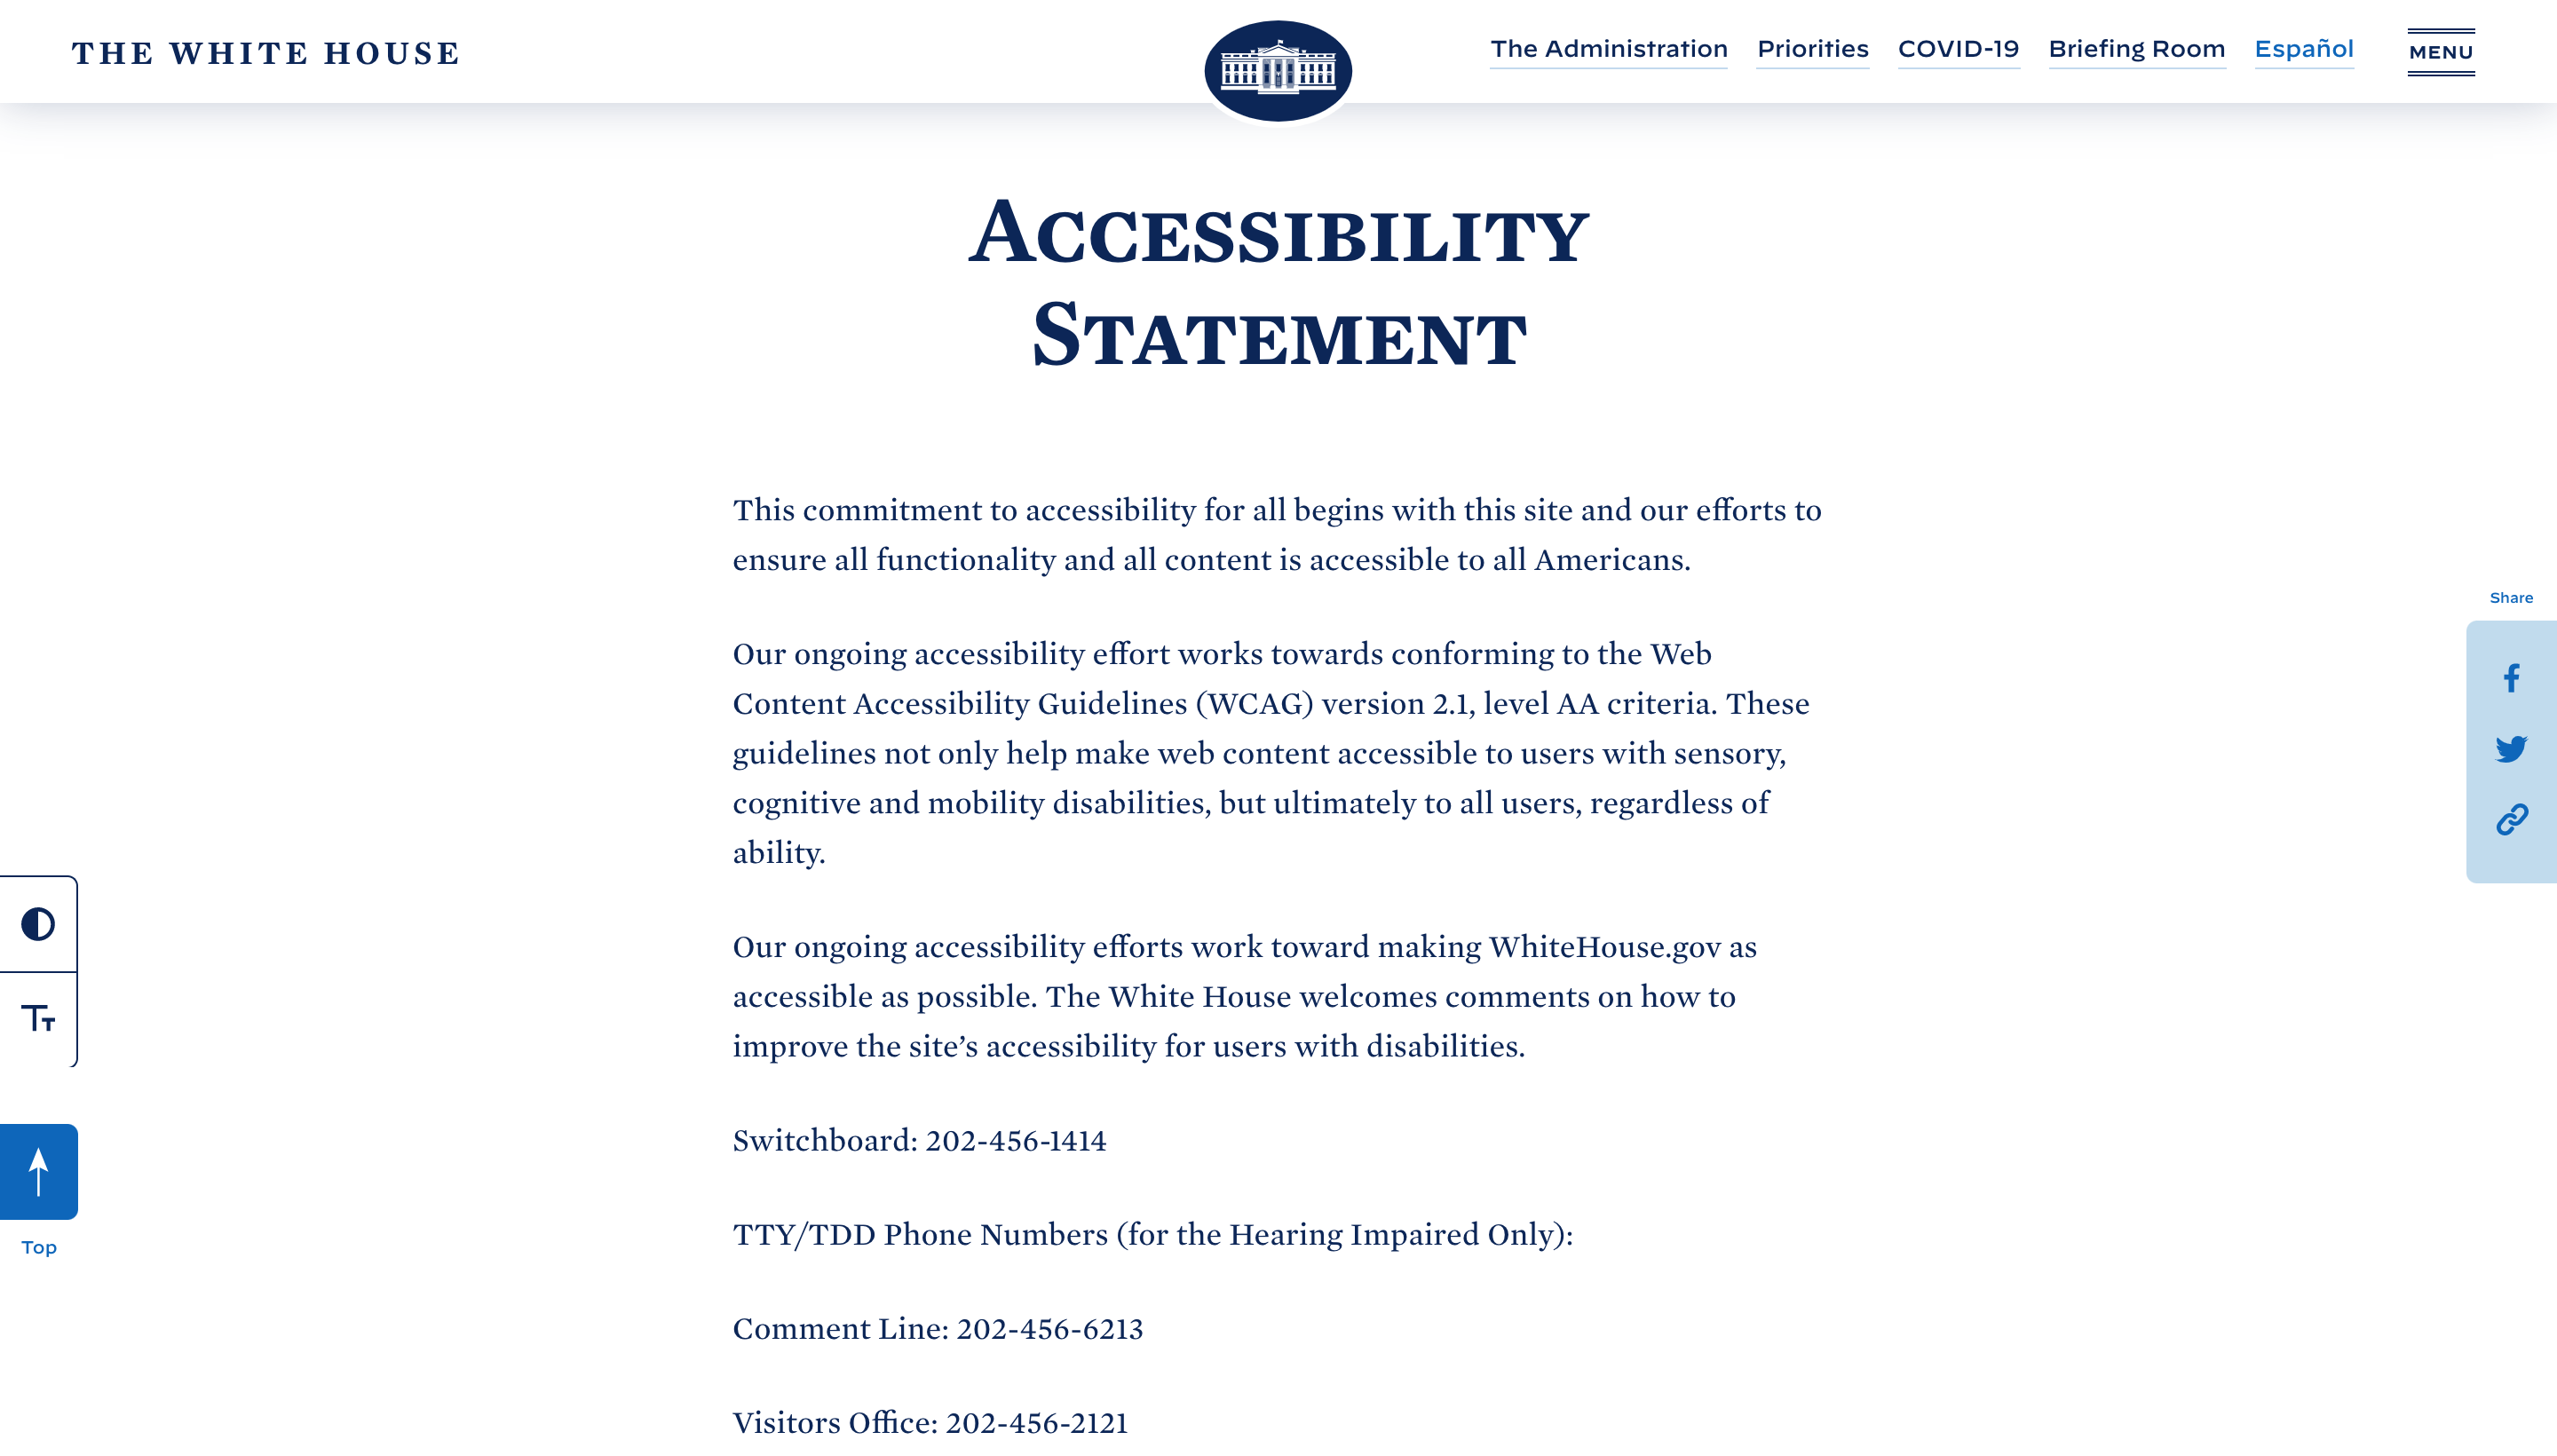 THE WHITE HOUSE
The Administration Priorities COVID-19 Briefing Room Español MENU
Accessibility
Statement
This commitment to accessibility for all begins with this site and our efforts to
ensure all functionality and all content is accessible to all Americans.
Share
Our ongoing accessibility effort works towards conforming to the Web
Content Accessibility Guidelines (WCAG) version 2.1, level AA criteria. These
guidelines not only help make web content accessible to users with sensory,
cognitive and mobility disabilities, but ultimately to all users, regardless of
ability.
Our ongoing accessibility efforts work toward making WhiteHouse.gov as
accessible as possible. The White House welcomes comments on how to
improve the site’s accessibility for users with disabilities.
Tт
Switchboard: 202-456-1414
TTY/TDD Phone Numbers (for the Hearing Impaired Only):
Top
Comment Line: 202-456-6213
Visitors Office: 202-456-2121